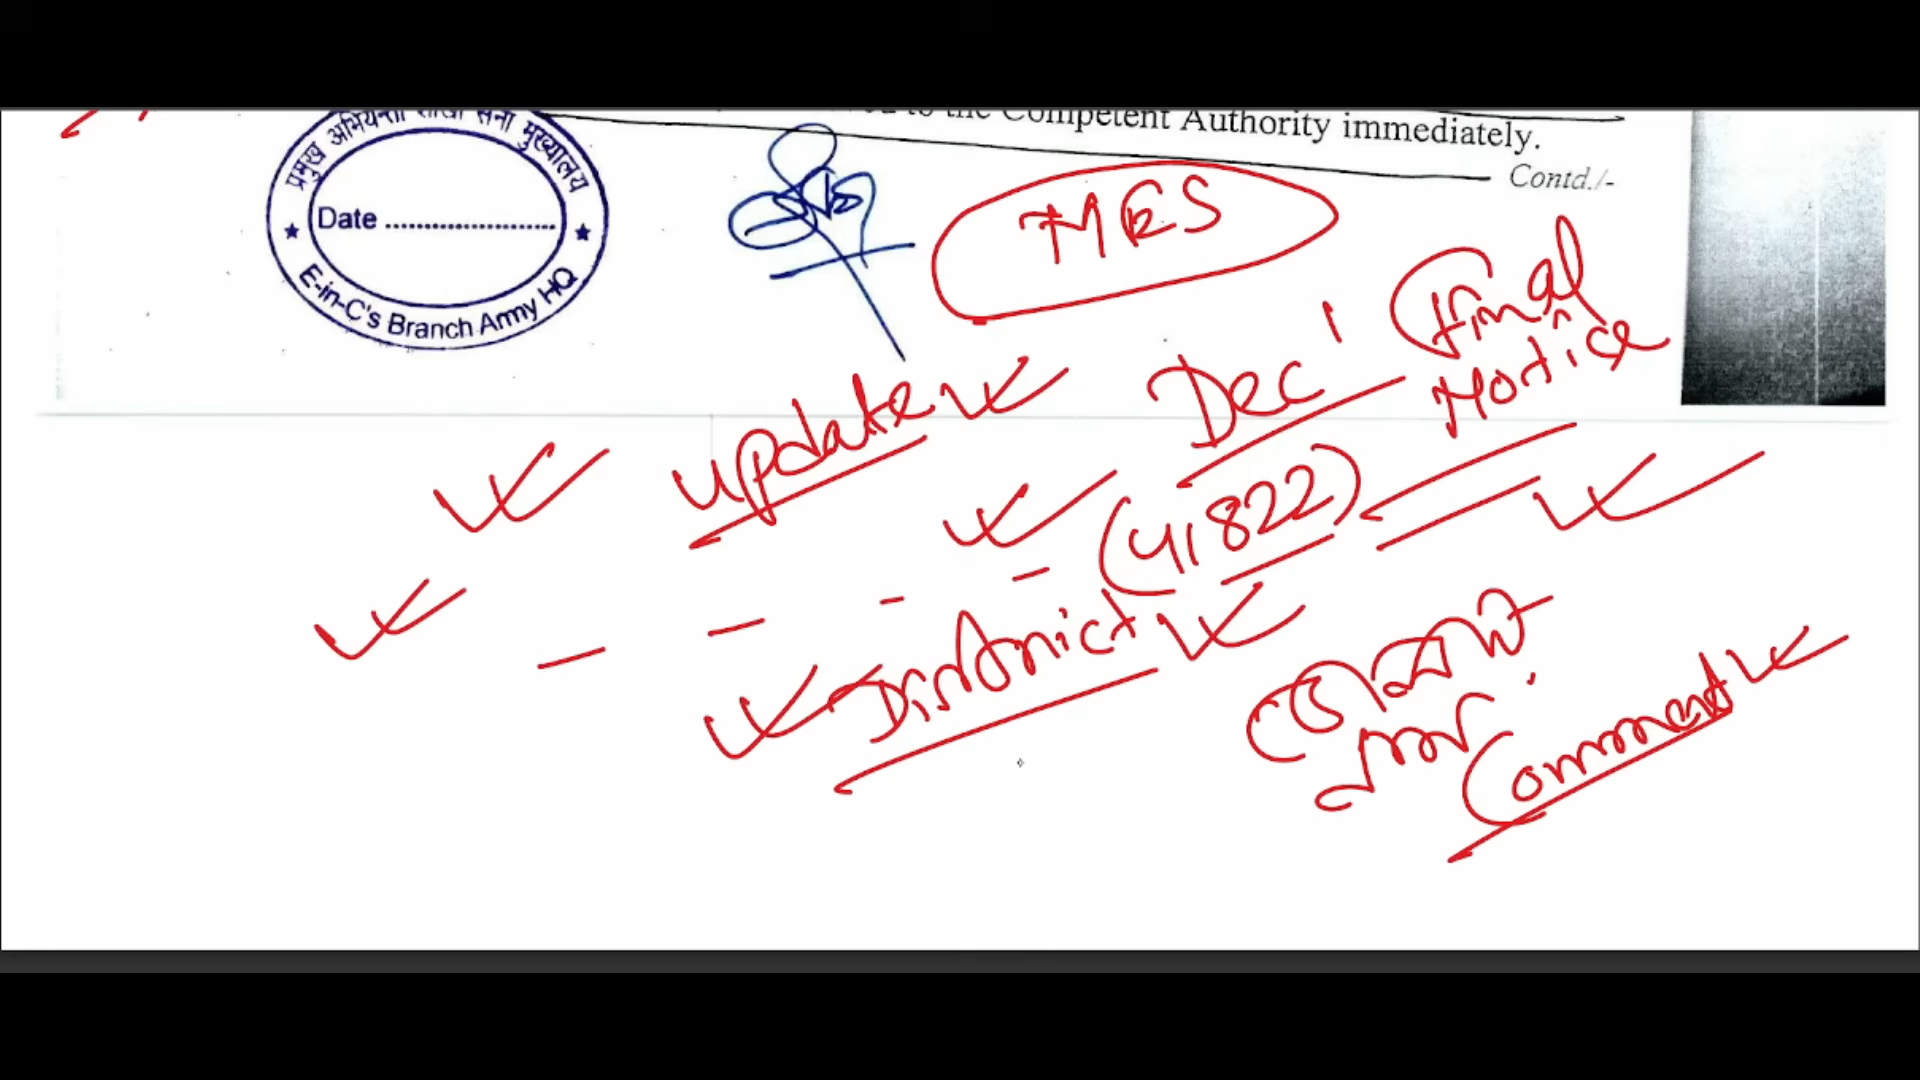 the Competent Authority immediately.
Contd./-
प्रमुख अभियन्ता शाखा सेना मुख्यालय
Date ........................
E-in-C's Branch Army HQ
MES
update
Dec' Final
Nortice
(41822)
District
Comment